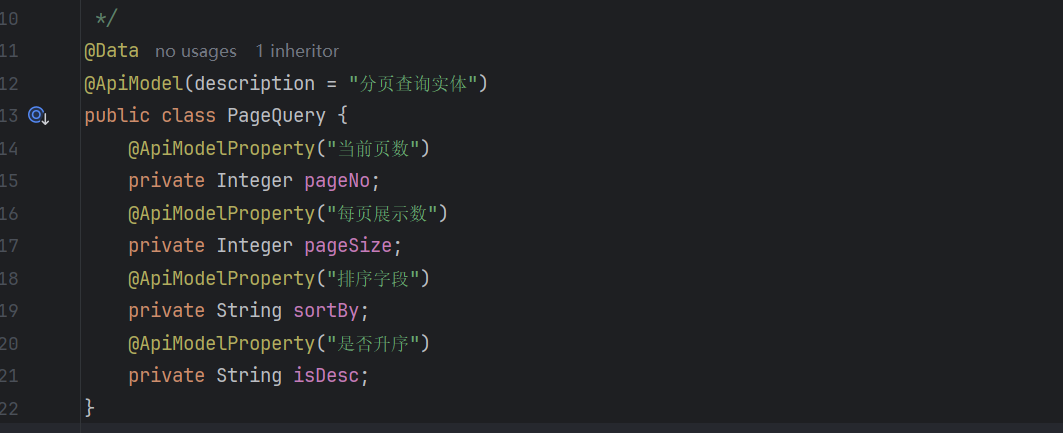 10 */
11 @Data no usages 1 inheritor
12 @ApiModel(description = "分页查询实体")
13 public class PageQuery {
14 @ApiModelProperty("当前页数")
15 private Integer pageNo;
16 @ApiModelProperty("每页展示数")
17 private Integer pageSize;
18 @ApiModelProperty("排序字段")
19 private String sortBy;
20 @ApiModelProperty("是否升序")
21 private String isDesc;
22 }